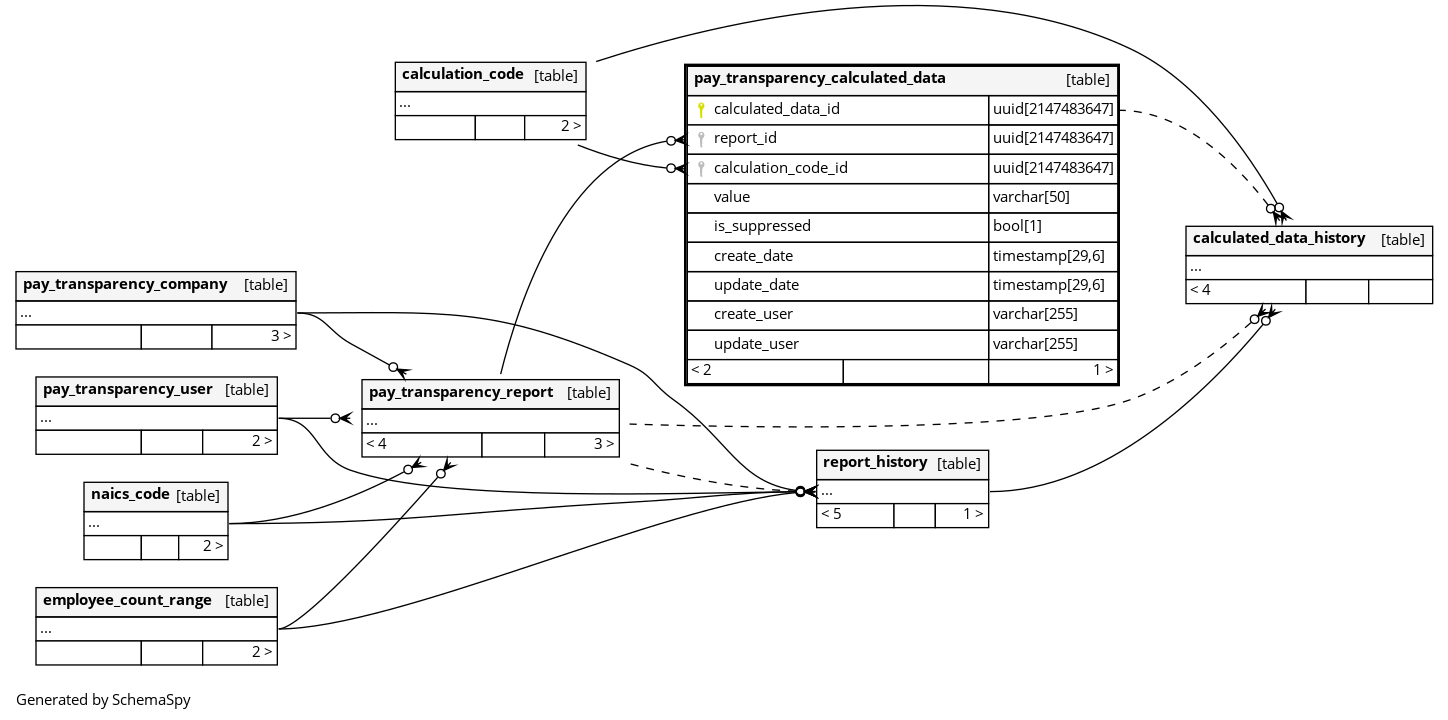 calculation_code [table]
...
2 >
pay_transparency_calculated_data [table]
calculated_data_id uuid[2147483647]
report_id uuid[2147483647]
calculation_code_id uuid[2147483647]
value varchar[50]
is_suppressed bool[1]
create_date timestamp[29,6]
update_date timestamp[29,6]
create_user varchar[255]
update_user varchar[255]
< 2 1 >
calculated_data_history [table]
...
< 4
pay_transparency_company [table]
...
3 >
pay_transparency_user [table]
...
2 >
pay_transparency_report [table]
...
< 4 3 >
report_history [table]
...
< 5 1 >
naics_code [table]
...
2 >
employee_count_range [table]
...
2 >
Generated by SchemaSpy